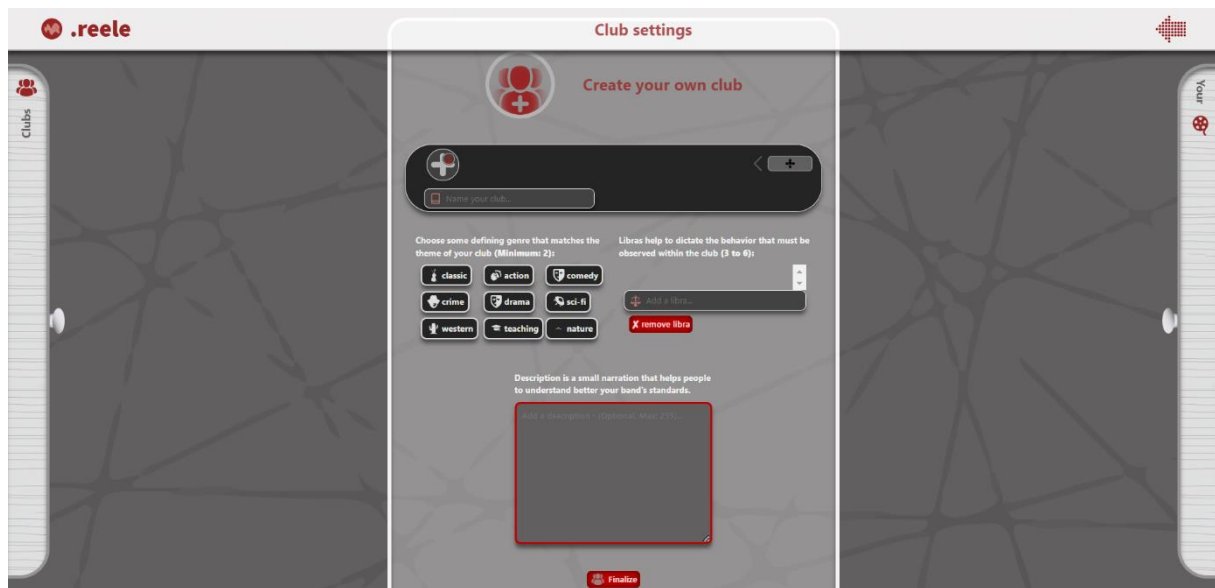 .reele
Club settings
Create your own club
Clubs
Your
Name your club...
Choose some defining genre that matches the
theme of your club (Minimum: 2):
classic
action
comedy
crime
drama
sci-fi
western
teaching
nature
Libras help to dictate the behavior that must be
observed within the club (3 to 6):
Add a libra...
X remove libra
Description is a small narration that helps people
to understand better your band's standards.
Add a description - (Optional. Max: 255)...
Finalize